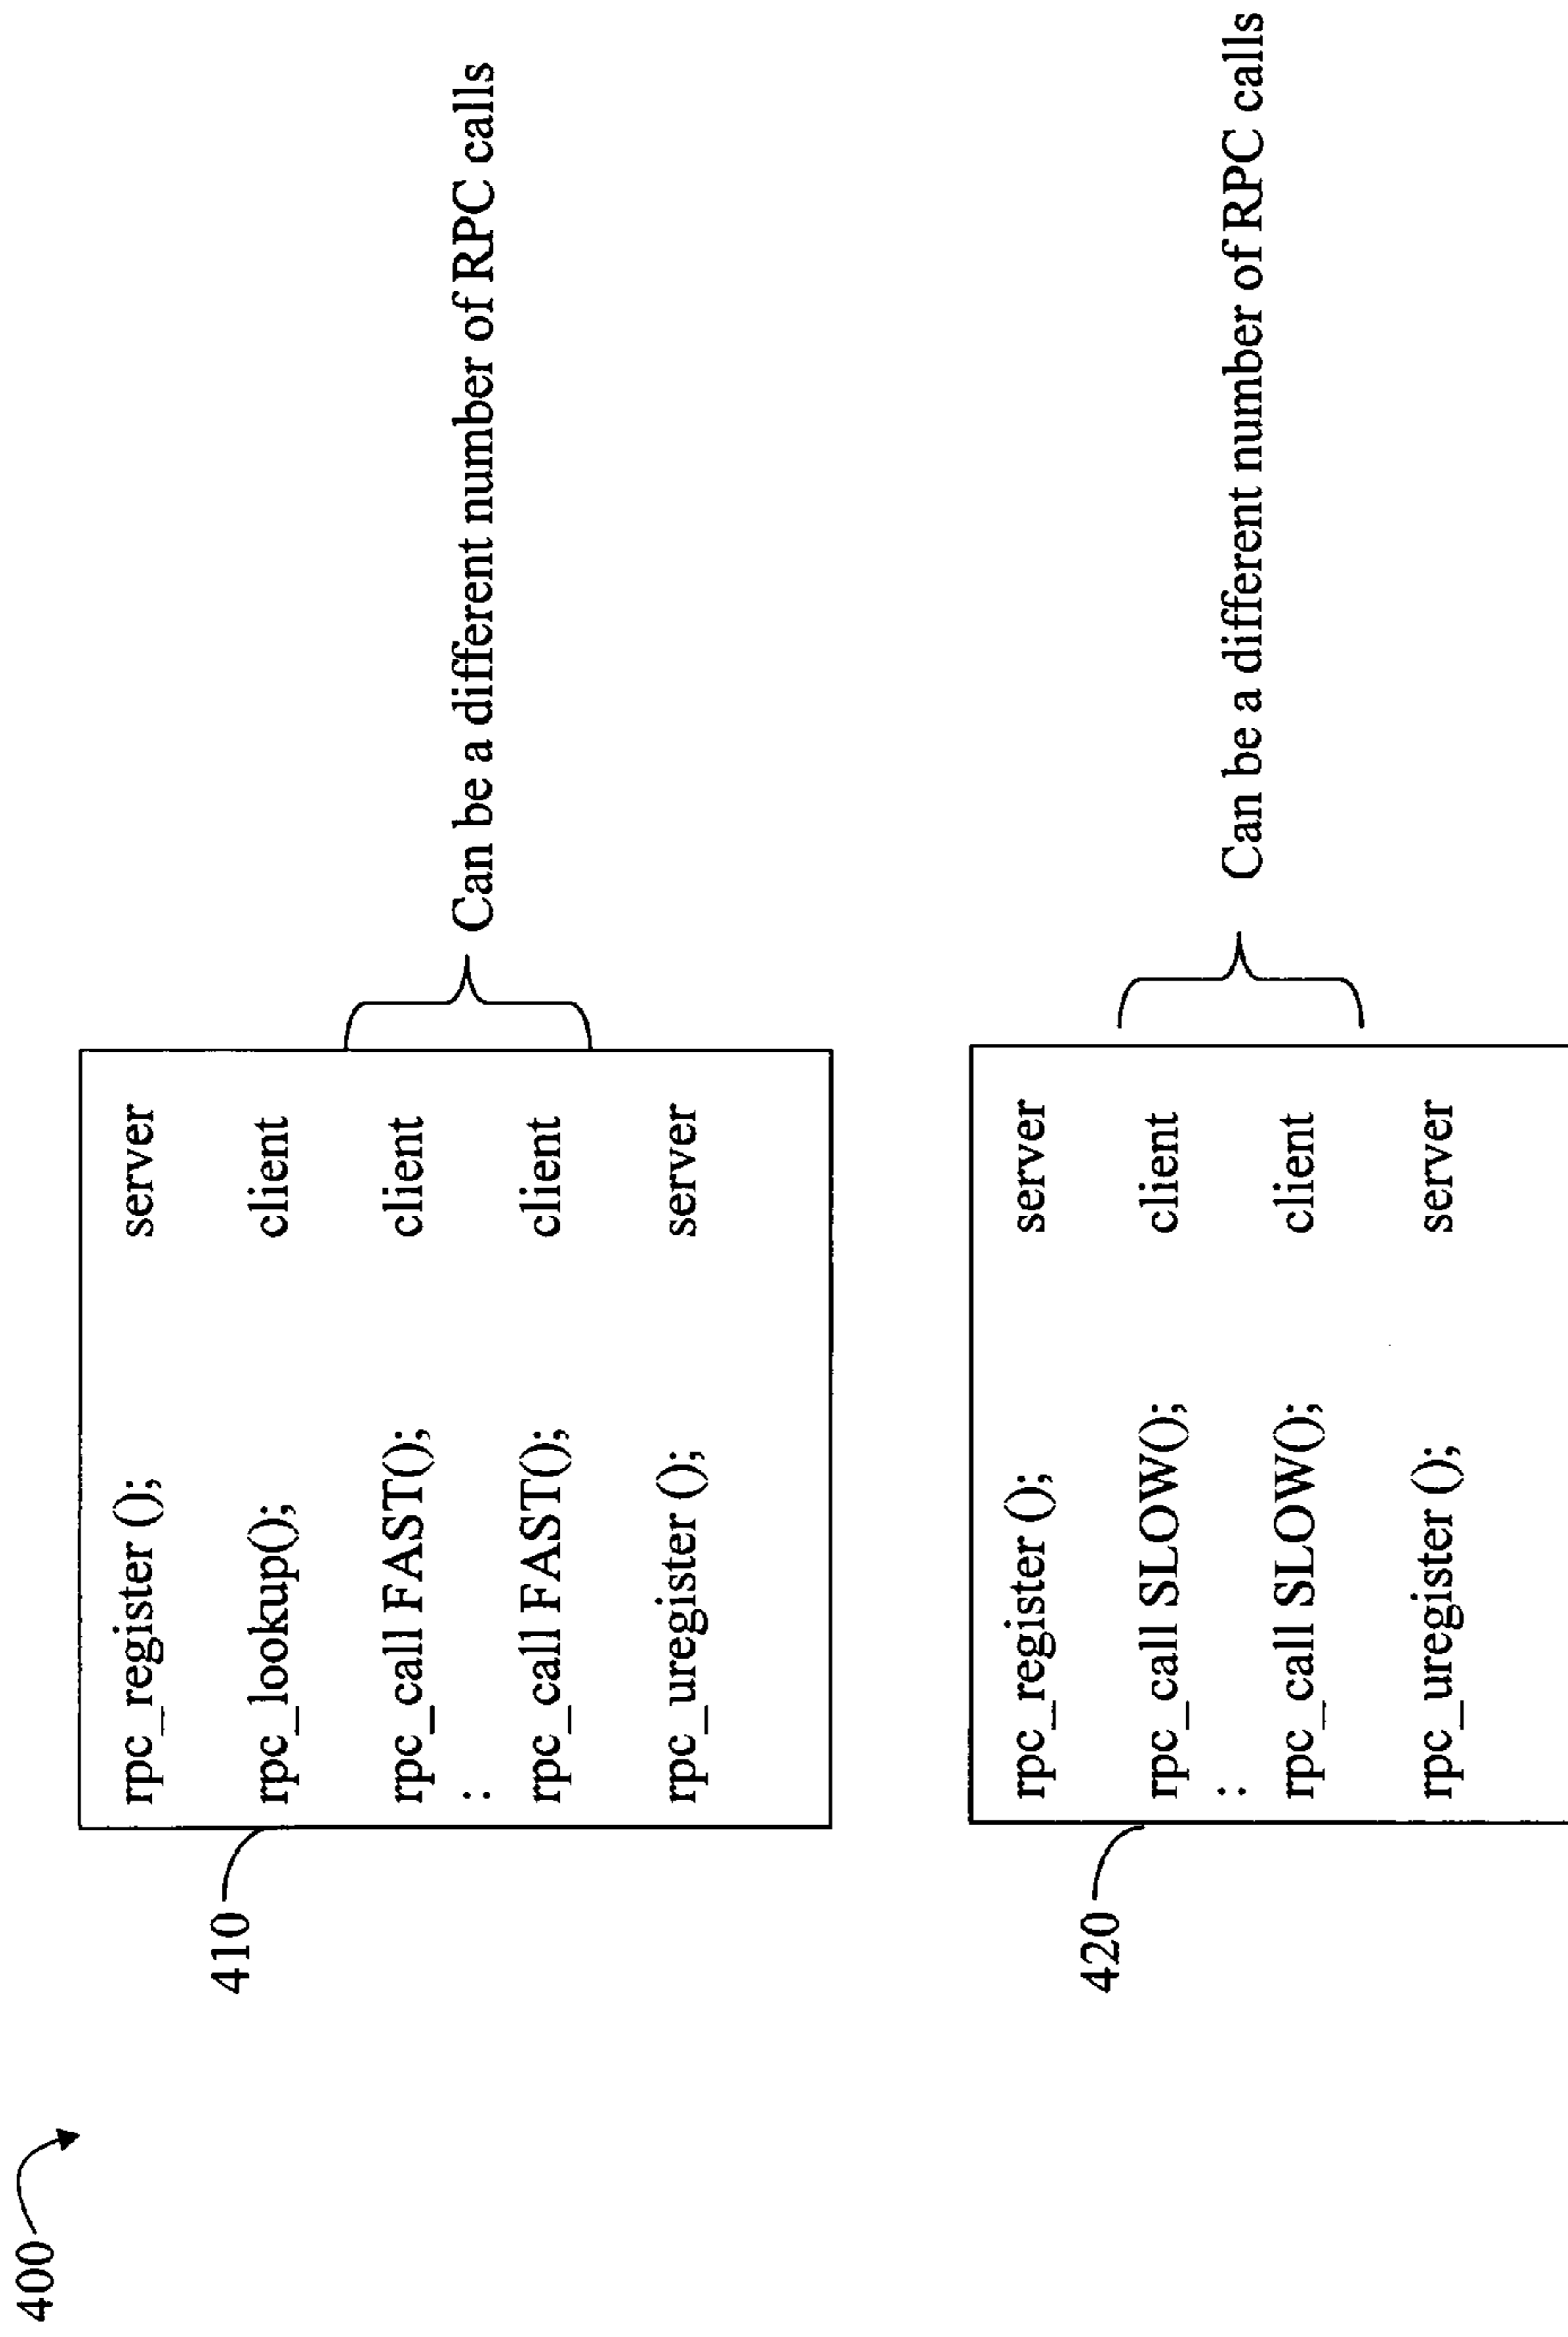 400
410
rpc_register (); server
rpc_lookup(); client
rpc_call FAST(); client
:
rpc_call FAST(); client
rpc_uregister (); server
Can be a different number of RPC calls
420
rpc_register (); server
rpc_call SLOW(); client
:
rpc_call SLOW(); client
rpc_uregister (); server
Can be a different number of RPC calls